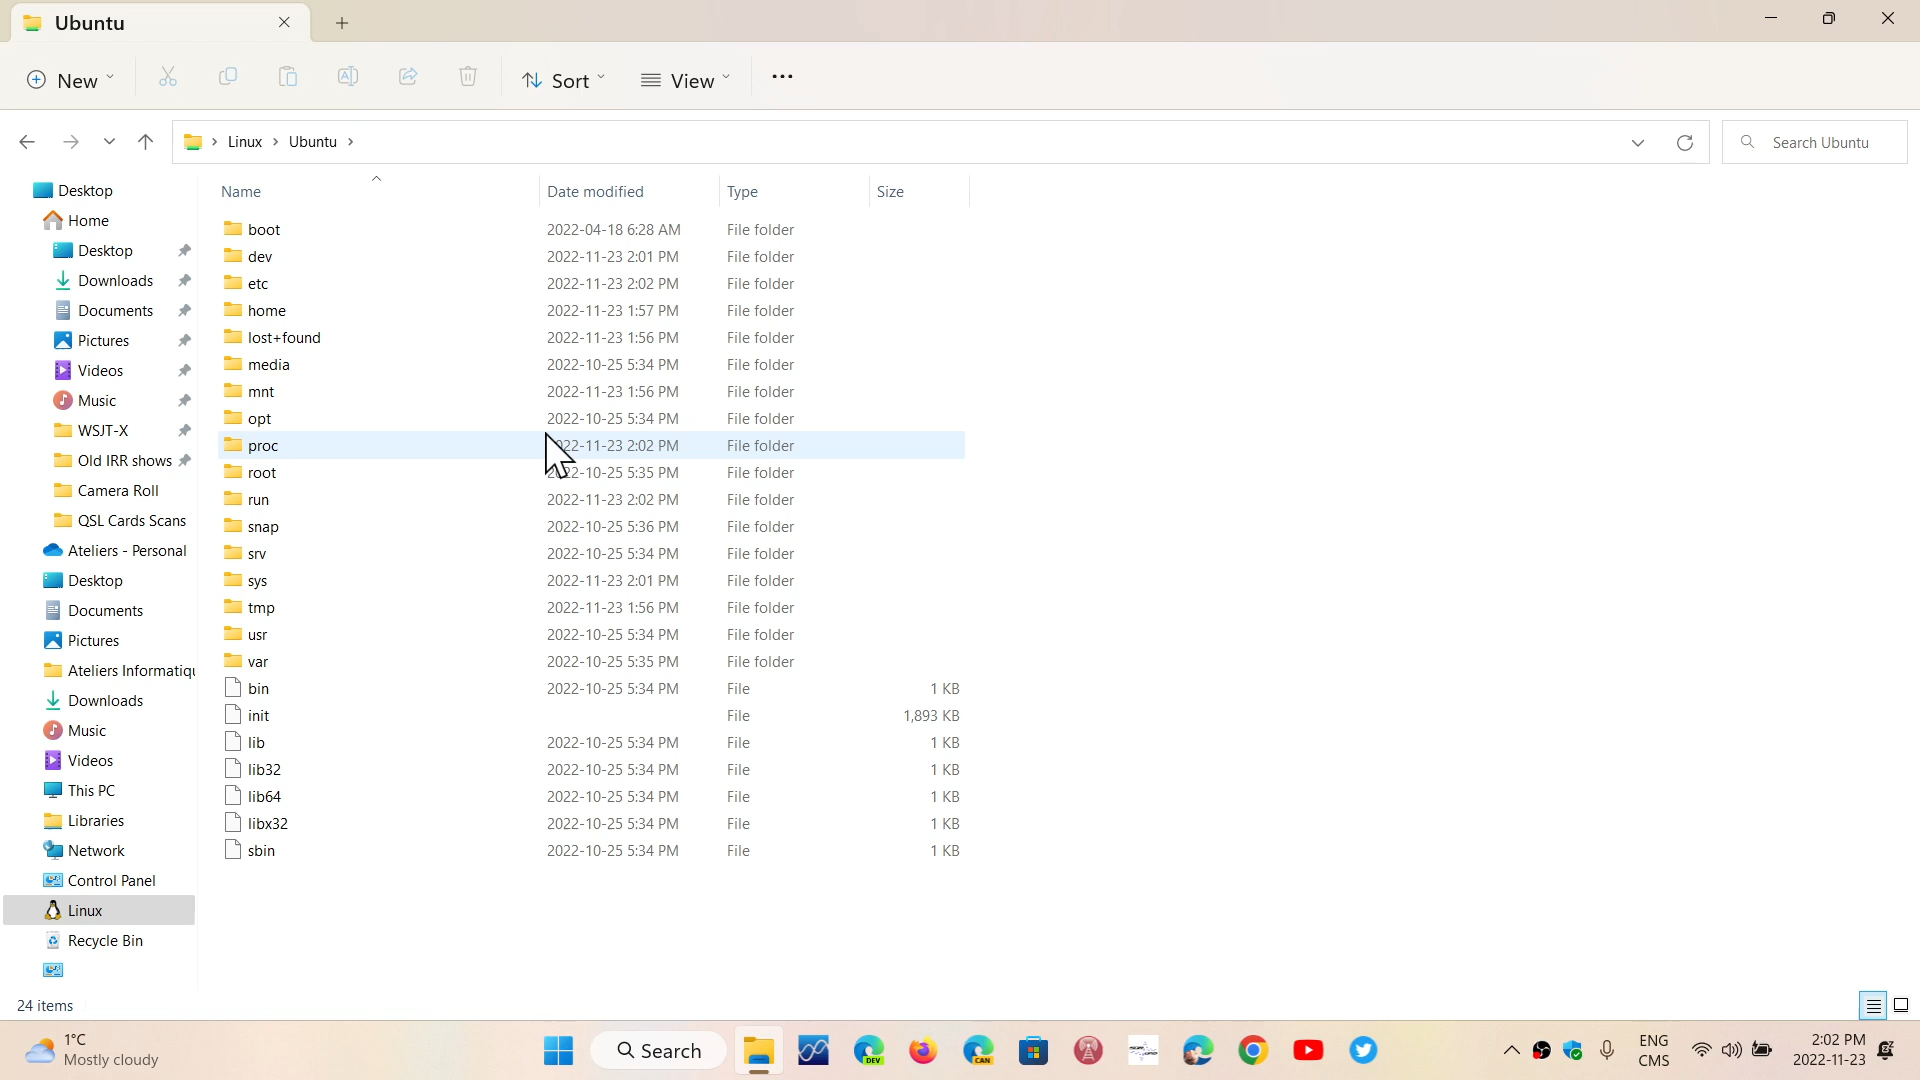 Ubuntu
New
Sort
View
Linux
Ubuntu
Search Ubuntu
Desktop
Home
Desktop
Downloads
Documents
Pictures
Videos
Music
WSJT-X
Old IRR shows
Camera Roll
QSL Cards Scans
Ateliers - Personal
Desktop
Documents
Pictures
Ateliers Informatiqu
Downloads
Music
Videos
This PC
Libraries
Network
Control Panel
Linux
Recycle Bin
Name Date modified Type Size
boot 2022-04-18 6:28 AM File folder
dev 2022-11-23 2:01 PM File folder
etc 2022-11-23 2:02 PM File folder
home 2022-11-23 1:57 PM File folder
lost+found 2022-11-23 1:56 PM File folder
media 2022-10-25 5:34 PM File folder
mnt 2022-11-23 1:56 PM File folder
opt 2022-10-25 5:34 PM File folder
proc 2022-11-23 2:02 PM File folder
root 2022-10-25 5:35 PM File folder
run 2022-11-23 2:02 PM File folder
snap 2022-10-25 5:36 PM File folder
srv 2022-10-25 5:34 PM File folder
sys 2022-11-23 2:01 PM File folder
tmp 2022-11-23 1:56 PM File folder
usr 2022-10-25 5:34 PM File folder
var 2022-10-25 5:35 PM File folder
bin 2022-10-25 5:34 PM File 1 KB
init File 1,893 KB
lib 2022-10-25 5:34 PM File 1 KB
lib32 2022-10-25 5:34 PM File 1 KB
lib64 2022-10-25 5:34 PM File 1 KB
libx32 2022-10-25 5:34 PM File 1 KB
sbin 2022-10-25 5:34 PM File 1 KB
24 items
1°C
Mostly cloudy
Search
DEV
CAN
ENG
CMS
2:02 PM
2022-11-23